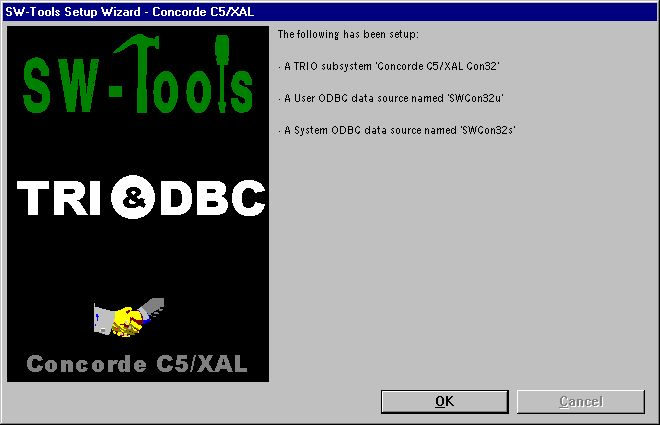 SW-Tools Setup Wizard - Concorde C5/XAL
SW-Tools
TRI&DBC
Concorde C5/XAL
The following has been setup:
- A TRIO subsystem 'Concorde C5/XAL Con32'
- A User ODBC data source named 'SWCon32u'
- A System ODBC data source named 'SWCon32s'
OK
Cancel